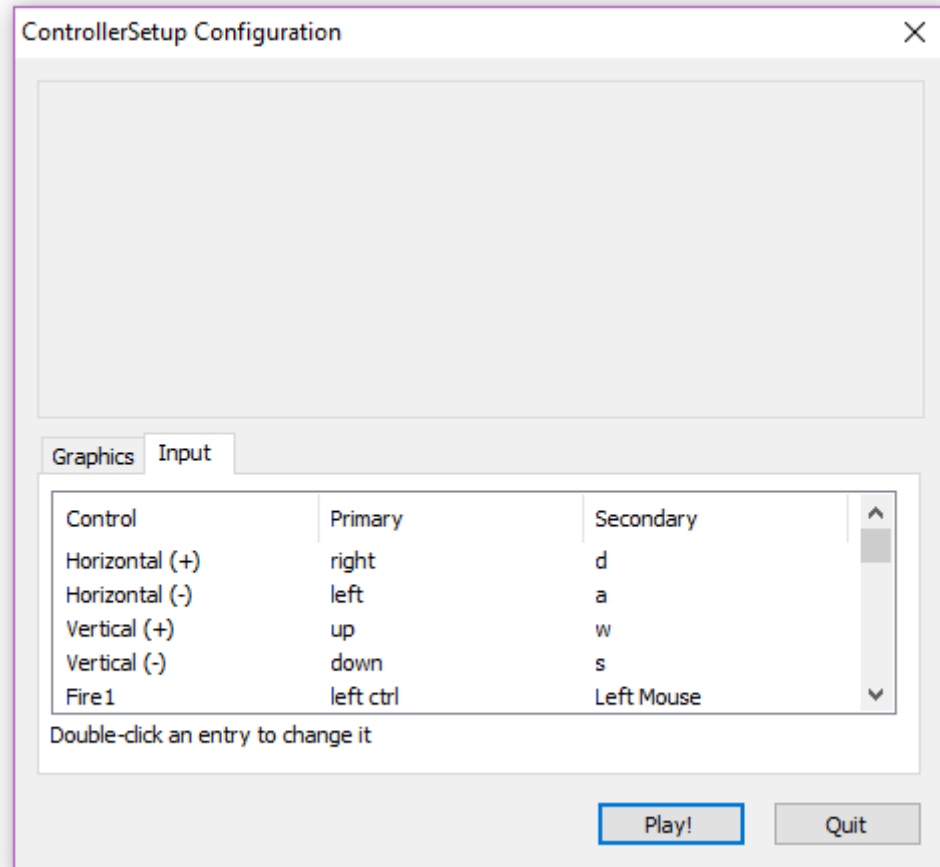 ControllerSetup Configuration
Graphics Input
Control Primary Secondary
Horizontal (+) right d
Horizontal (-) left a
Vertical (+) up w
Vertical (-) down s
Fire1 left ctrl Left Mouse
Double-click an entry to change it
Play! Quit